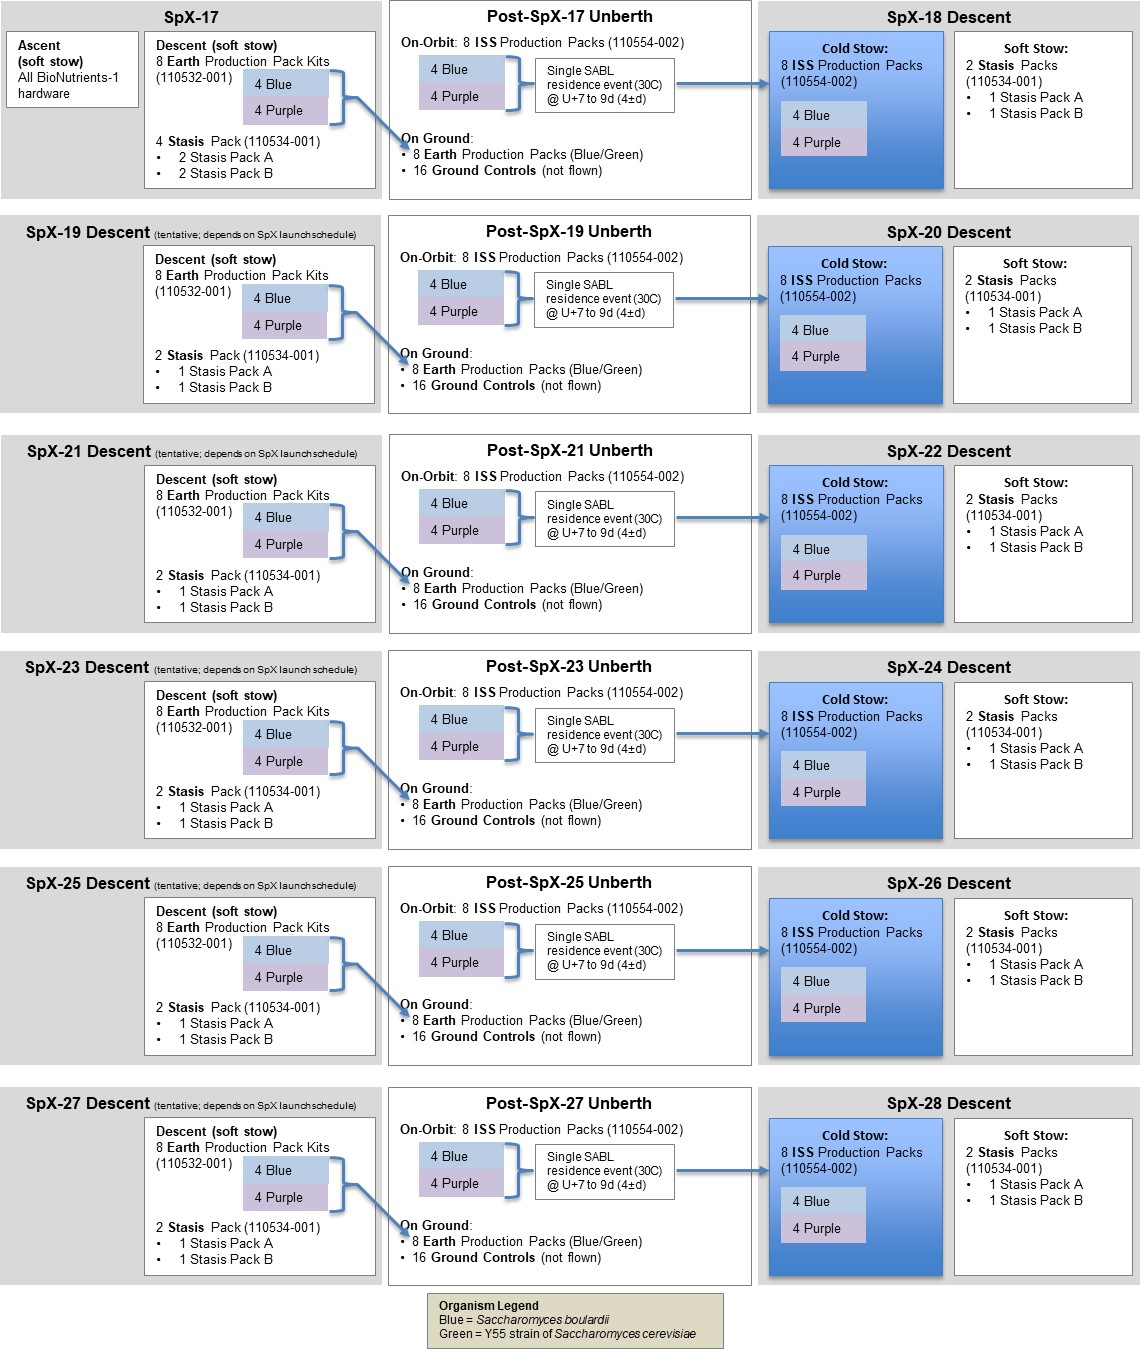 SpX-17
Ascent
(soft stow)
All BioNutrients-1
hardware
Descent (soft stow)
8 Earth Production Pack Kits
(110532-001)
4 Blue
4 Purple
4 Stasis Pack (110534-001)
• 2 Stasis Pack A
• 2 Stasis Pack B
Post-SpX-17 Unberth
On-Orbit: 8 ISS Production Packs (110554-002)
4 Blue
4 Purple
Single SABL
residence event (30C)
@ U+7 to 9d (4±d)
On Ground:
• 8 Earth Production Packs (Blue/Green)
• 16 Ground Controls (not flown)
SpX-18 Descent
Cold Stow:
8 ISS Production Packs
(110554-002)
4 Blue
4 Purple
Soft Stow:
2 Stasis Packs
(110534-001)
• 1 Stasis Pack A
• 1 Stasis Pack B
SpX-19 Descent (tentative; depends on SpX launch schedule)
Descent (soft stow)
8 Earth Production Pack Kits
(110532-001)
4 Blue
4 Purple
2 Stasis Pack (110534-001)
• 1 Stasis Pack A
• 1 Stasis Pack B
Post-SpX-19 Unberth
On-Orbit: 8 ISS Production Packs (110554-002)
4 Blue
4 Purple
Single SABL
residence event (30C)
@ U+7 to 9d (4±d)
On Ground:
• 8 Earth Production Packs (Blue/Green)
• 16 Ground Controls (not flown)
SpX-20 Descent
Cold Stow:
8 ISS Production Packs
(110554-002)
4 Blue
4 Purple
Soft Stow:
2 Stasis Packs
(110534-001)
• 1 Stasis Pack A
• 1 Stasis Pack B
SpX-21 Descent (tentative; depends on SpX launch schedule)
Descent (soft stow)
8 Earth Production Pack Kits
(110532-001)
4 Blue
4 Purple
2 Stasis Pack (110534-001)
• 1 Stasis Pack A
• 1 Stasis Pack B
Post-SpX-21 Unberth
On-Orbit: 8 ISS Production Packs (110554-002)
4 Blue
4 Purple
Single SABL
residence event (30C)
@ U+7 to 9d (4±d)
On Ground:
• 8 Earth Production Packs (Blue/Green)
• 16 Ground Controls (not flown)
SpX-22 Descent
Cold Stow:
8 ISS Production Packs
(110554-002)
4 Blue
4 Purple
Soft Stow:
2 Stasis Packs
(110534-001)
• 1 Stasis Pack A
• 1 Stasis Pack B
SpX-23 Descent (tentative; depends on SpX launch schedule)
Descent (soft stow)
8 Earth Production Pack Kits
(110532-001)
4 Blue
4 Purple
2 Stasis Pack (110534-001)
• 1 Stasis Pack A
• 1 Stasis Pack B
Post-SpX-23 Unberth
On-Orbit: 8 ISS Production Packs (110554-002)
4 Blue
4 Purple
Single SABL
residence event (30C)
@ U+7 to 9d (4±d)
On Ground:
• 8 Earth Production Packs (Blue/Green)
• 16 Ground Controls (not flown)
SpX-24 Descent
Cold Stow:
8 ISS Production Packs
(110554-002)
4 Blue
4 Purple
Soft Stow:
2 Stasis Packs
(110534-001)
• 1 Stasis Pack A
• 1 Stasis Pack B
SpX-25 Descent (tentative; depends on SpX launch schedule)
Descent (soft stow)
8 Earth Production Pack Kits
(110532-001)
4 Blue
4 Purple
2 Stasis Pack (110534-001)
• 1 Stasis Pack A
• 1 Stasis Pack B
Post-SpX-25 Unberth
On-Orbit: 8 ISS Production Packs (110554-002)
4 Blue
4 Purple
Single SABL
residence event (30C)
@ U+7 to 9d (4±d)
On Ground:
• 8 Earth Production Packs (Blue/Green)
• 16 Ground Controls (not flown)
SpX-26 Descent
Cold Stow:
8 ISS Production Packs
(110554-002)
4 Blue
4 Purple
Soft Stow:
2 Stasis Packs
(110534-001)
• 1 Stasis Pack A
• 1 Stasis Pack B
SpX-27 Descent (tentative; depends on SpX launch schedule)
Descent (soft stow)
8 Earth Production Pack Kits
(110532-001)
4 Blue
4 Purple
2 Stasis Pack (110534-001)
• 1 Stasis Pack A
• 1 Stasis Pack B
Post-SpX-27 Unberth
On-Orbit: 8 ISS Production Packs (110554-002)
4 Blue
4 Purple
Single SABL
residence event (30C)
@ U+7 to 9d (4±d)
On Ground:
• 8 Earth Production Packs (Blue/Green)
• 16 Ground Controls (not flown)
SpX-28 Descent
Cold Stow:
8 ISS Production Packs
(110554-002)
4 Blue
4 Purple
Soft Stow:
2 Stasis Packs
(110534-001)
• 1 Stasis Pack A
• 1 Stasis Pack B
Organism Legend
Blue = Saccharomyces boulardii
Green = Y55 strain of Saccharomyces cerevisiae